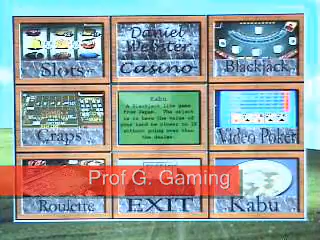 Daniel
Webster
Casino
Slots
Blackjack
Kabu
A Blackjack like game
from Japan. The object
is to have the value of
your hand be closer to 19
without going over than
the dealer.
Craps
Video Poker
Prof G. Gaming
Roulette
EXIT
Kabu